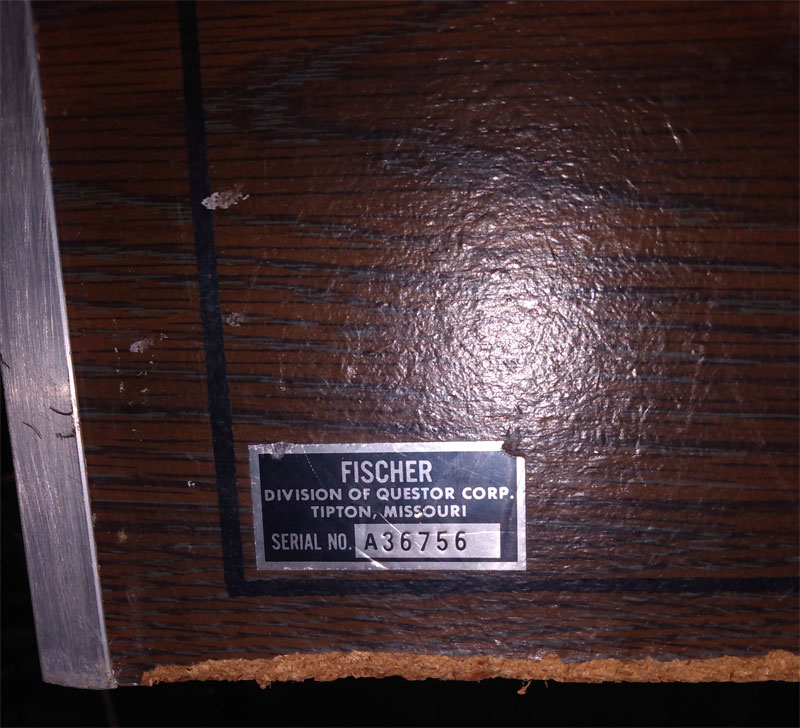 FISCHER
DIVISION OF QUESTOR CORP.
TIPTON, MISSOURI
SERIAL NO. A36756